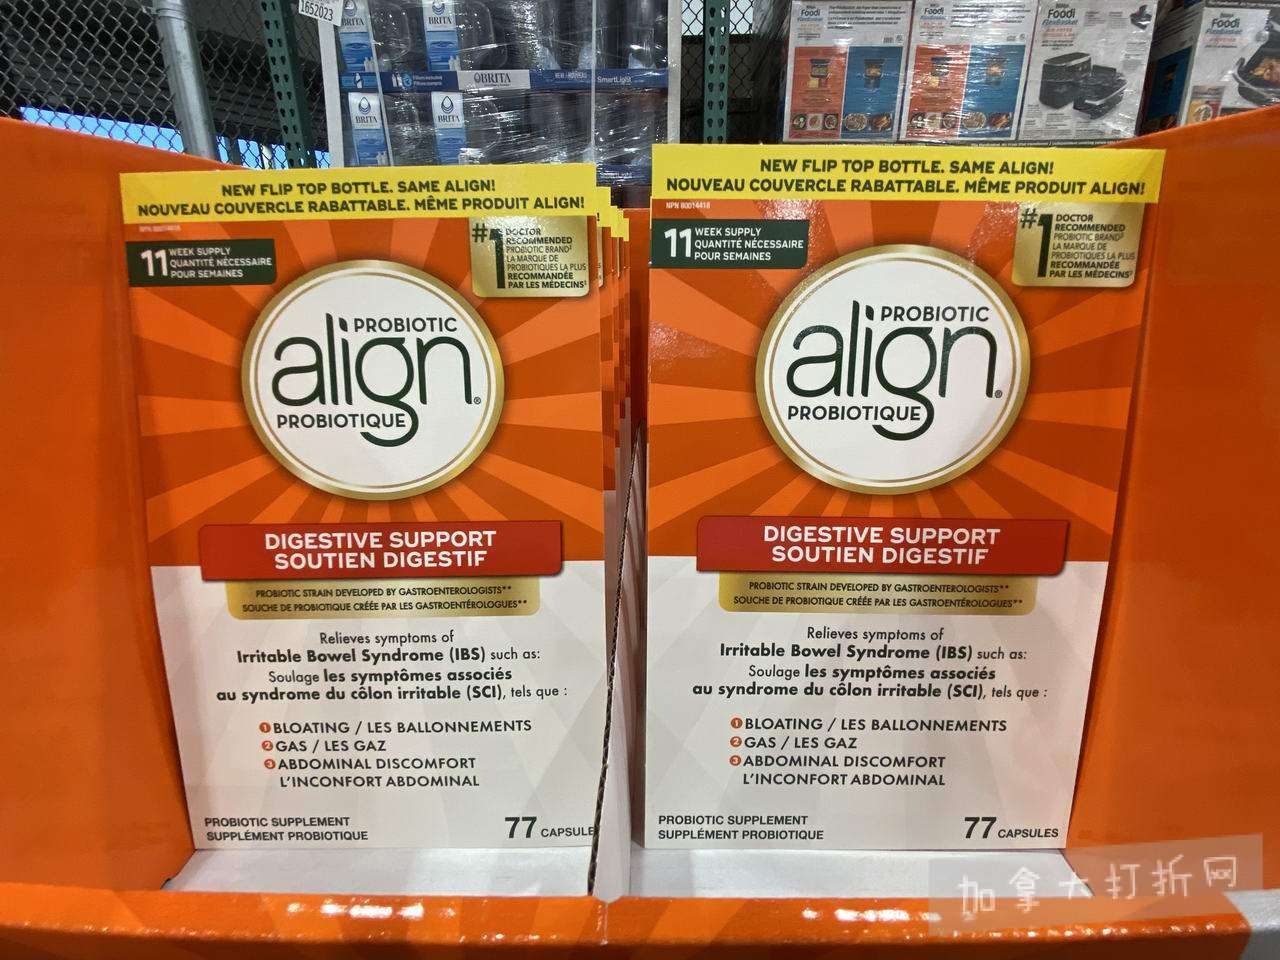 1652023
BRITA
BRITA
BRITA
BRITA
BRITA
SmartLight
Foodi
Foodi
Foodi
Foodi
NEW FLIP TOP BOTTLE. SAME ALIGN!
NOUVEAU COUVERCLE RABATTABLE. MÊME PRODUIT ALIGN!
NPN 80014418
11 WEEK SUPPLY
QUANTITÉ NÉCESSAIRE
POUR SEMAINES
#1 DOCTOR
RECOMMENDED
PROBIOTIC BRAND‡
LA MARQUE DE
PROBIOTIQUES LA PLUS
RECOMMANDÉE
PAR LES MÉDECINS‡
PROBIOTIC
align®
PROBIOTIQUE
DIGESTIVE SUPPORT
SOUTIEN DIGESTIF
PROBIOTIC STRAIN DEVELOPED BY GASTROENTEROLOGISTS**
SOUCHE DE PROBIOTIQUE CRÉÉE PAR LES GASTROENTÉROLOGUES**
Relieves symptoms of
Irritable Bowel Syndrome (IBS) such as:
Soulage les symptômes associés
au syndrome du côlon irritable (SCI), tels que :
1 BLOATING / LES BALLONNEMENTS
2 GAS / LES GAZ
3 ABDOMINAL DISCOMFORT
L'INCONFORT ABDOMINAL
PROBIOTIC SUPPLEMENT
SUPPLÉMENT PROBIOTIQUE
77 CAPSULE
NEW FLIP TOP BOTTLE. SAME ALIGN!
NOUVEAU COUVERCLE RABATTABLE. MÊME PRODUIT ALIGN!
NPN 80014418
11 WEEK SUPPLY
QUANTITÉ NÉCESSAIRE
POUR SEMAINES
#1 DOCTOR
RECOMMENDED
PROBIOTIC BRAND‡
LA MARQUE DE
PROBIOTIQUES LA PLUS
RECOMMANDÉE
PAR LES MÉDECINS‡
PROBIOTIC
align®
PROBIOTIQUE
DIGESTIVE SUPPORT
SOUTIEN DIGESTIF
PROBIOTIC STRAIN DEVELOPED BY GASTROENTEROLOGISTS**
SOUCHE DE PROBIOTIQUE CRÉÉE PAR LES GASTROENTÉROLOGUES**
Relieves symptoms of
Irritable Bowel Syndrome (IBS) such as:
Soulage les symptômes associés
au syndrome du côlon irritable (SCI), tels que :
1 BLOATING / LES BALLONNEMENTS
2 GAS / LES GAZ
3 ABDOMINAL DISCOMFORT
L'INCONFORT ABDOMINAL
PROBIOTIC SUPPLEMENT
SUPPLÉMENT PROBIOTIQUE
77 CAPSULES
加拿大打折网